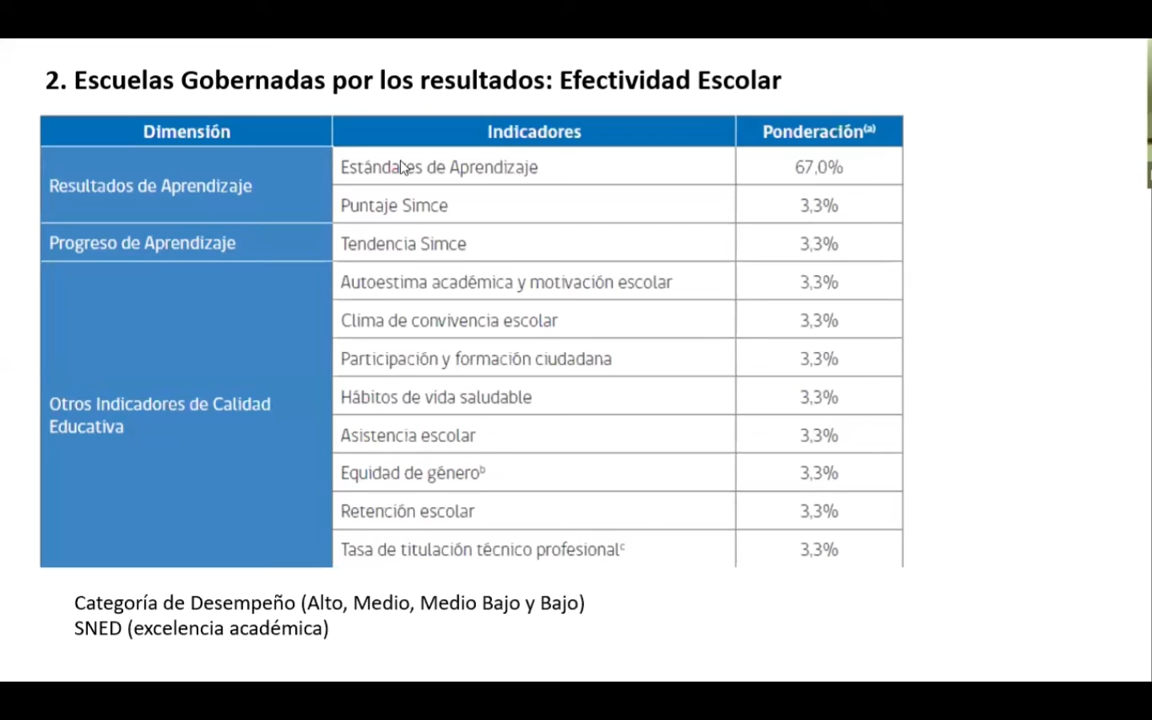 2. Escuelas Gobernadas por los resultados: Efectividad Escolar
Dimensión Indicadores Ponderación(a)
Resultados de Aprendizaje
Estándares de Aprendizaje 67,0%
Puntaje Simce 3,3%
Progreso de Aprendizaje Tendencia Simce 3,3%
Otros Indicadores de Calidad
Educativa
Autoestima académica y motivación escolar 3,3%
Clima de convivencia escolar 3,3%
Participación y formación ciudadana 3,3%
Hábitos de vida saludable 3,3%
Asistencia escolar 3,3%
Equidad de géneroᵇ 3,3%
Retención escolar 3,3%
Tasa de titulación técnico profesionalᶜ 3,3%
Categoría de Desempeño (Alto, Medio, Medio Bajo y Bajo)
SNED (excelencia académica)